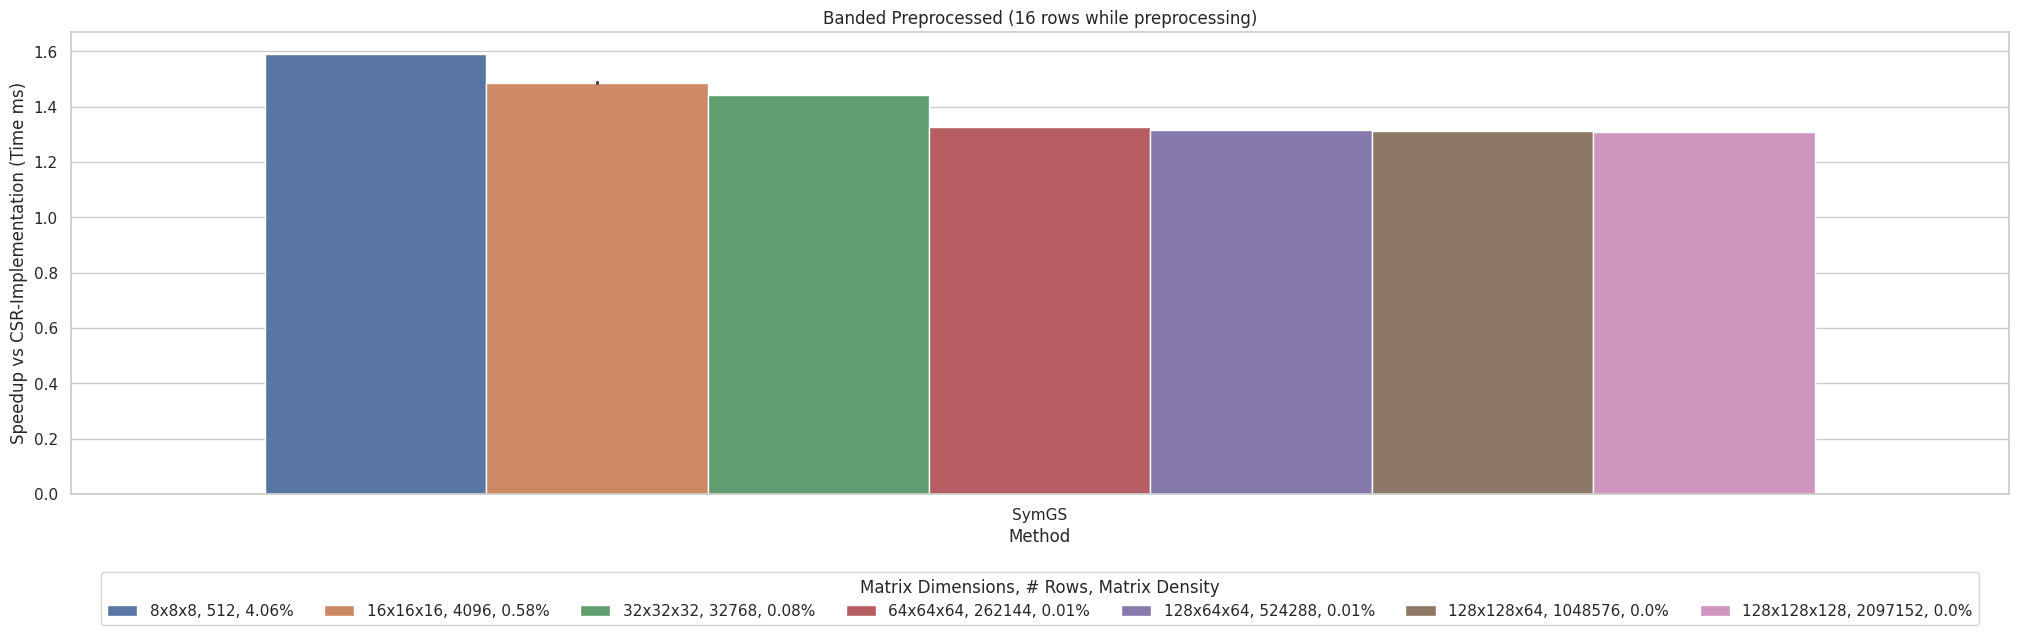 Banded Preprocessed (16 rows while preprocessing)
Speedup vs CSR-Implementation (Time ms)
1.6
1.4
1.2
1.0
0.8
0.6
0.4
0.2
0.0
SymGS
Method
Matrix Dimensions, # Rows, Matrix Density
8x8x8, 512, 4.06% 16x16x16, 4096, 0.58% 32x32x32, 32768, 0.08% 64x64x64, 262144, 0.01% 128x64x64, 524288, 0.01% 128x128x64, 1048576, 0.0% 128x128x128, 2097152, 0.0%